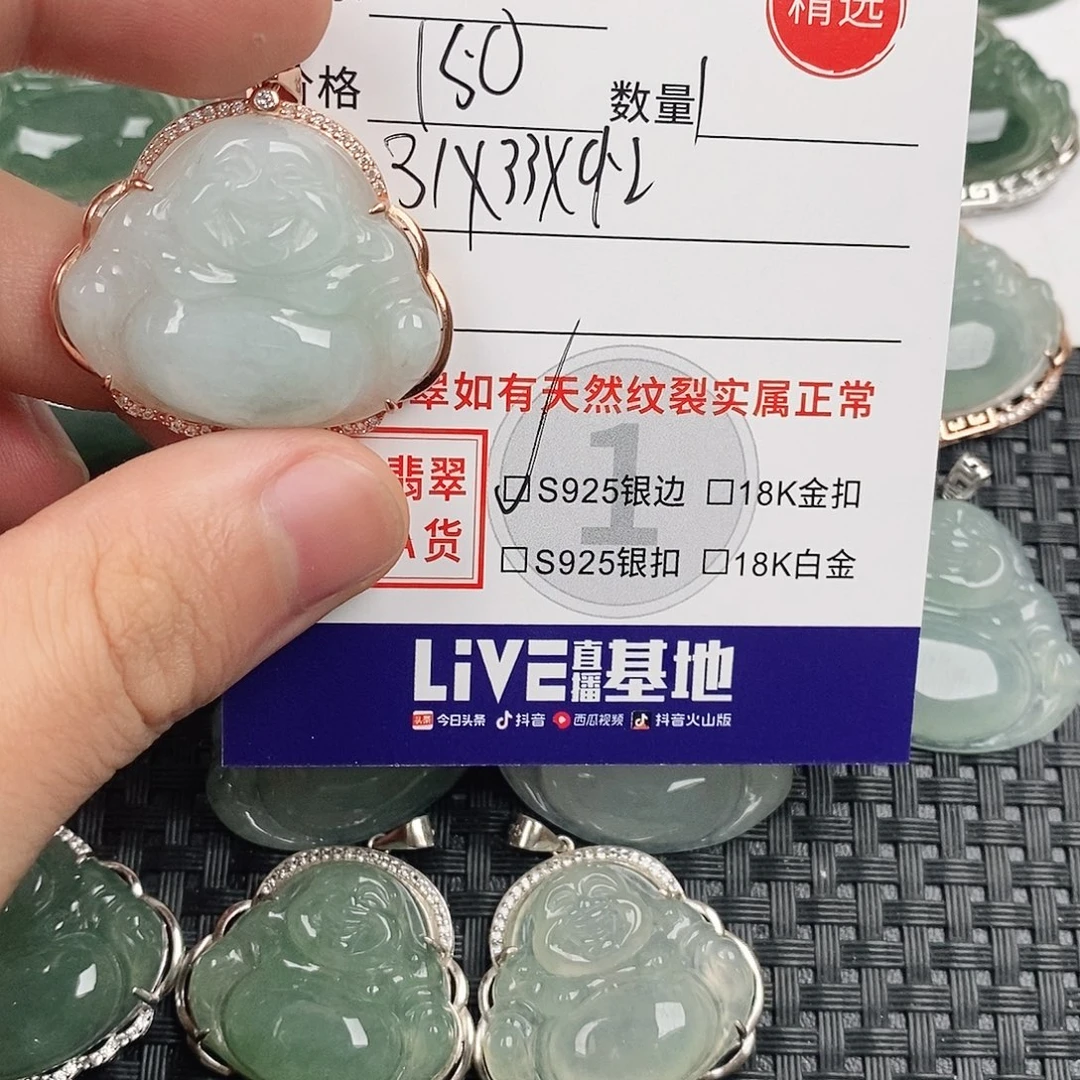 精选
价格 150 数量 1
31X33X9.2
翠如有天然纹裂实属正常
翡翠
A货
☑S925银边 □18K金扣
□S925银扣 □18K白金
1
LiVE直播基地
头条 今日头条 抖音 西瓜视频 抖音火山版